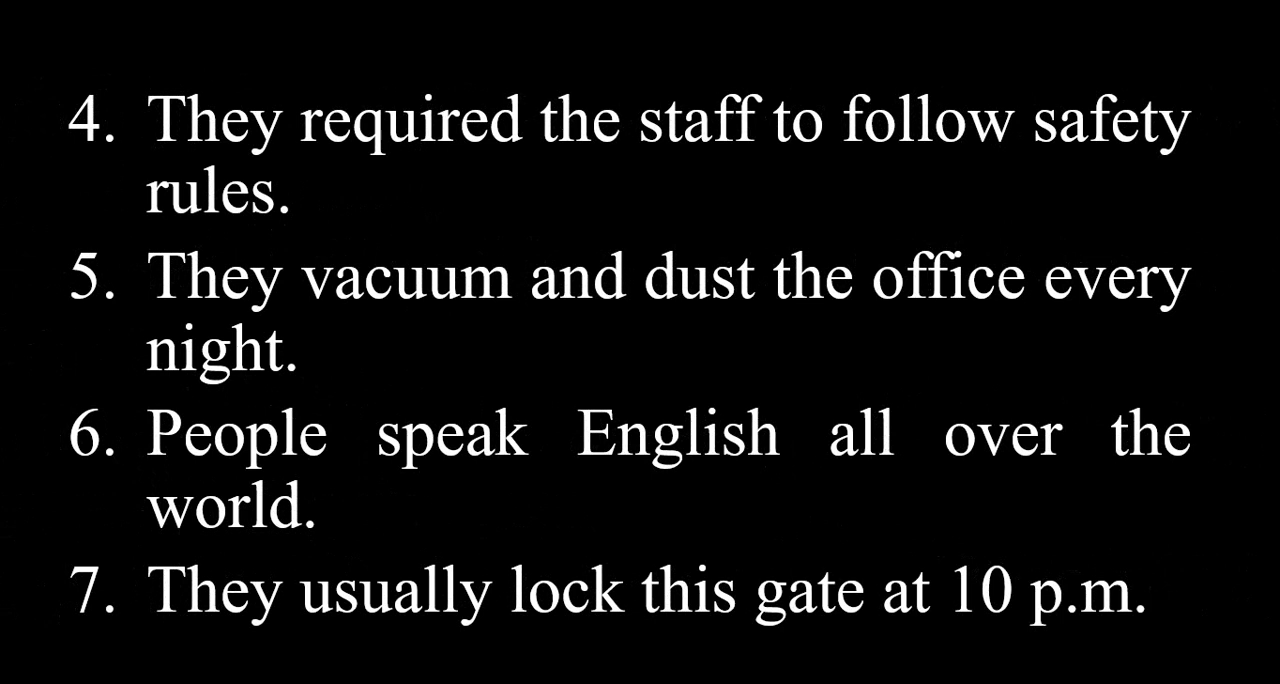 4. They required the staff to follow safety
rules.
5. They vacuum and dust the office every
night.
6. People speak English all over the
world.
7. They usually lock this gate at 10 p.m.